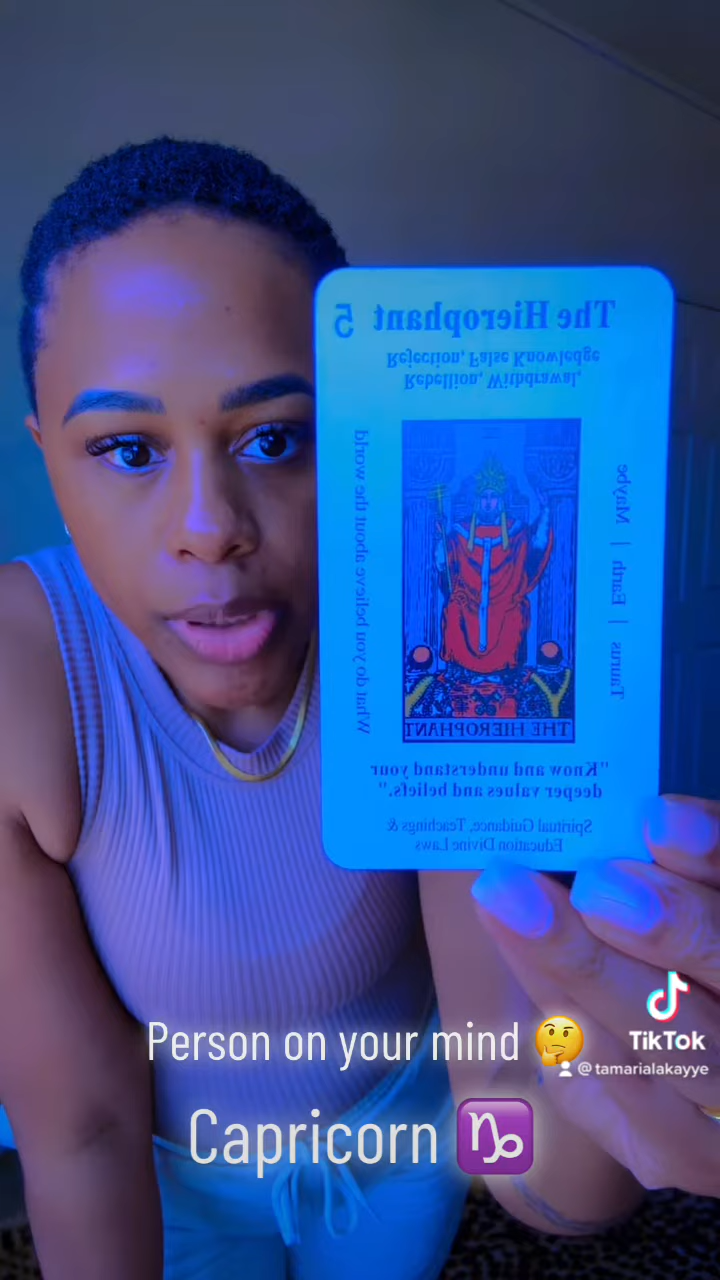 The Hierophant 5
Rebellion, Withdrawal,
Rejection, False Knowledge
What do you believe about the world
Taurus | Earth | Maybe
THE HIEROPHANT
"Know and understand your
deeper values and beliefs."
Spiritual Guidance, Teachings &
Education Divine Laws
Person on your mind 🤔
TikTok
@tamarialakayye
Capricorn ♑